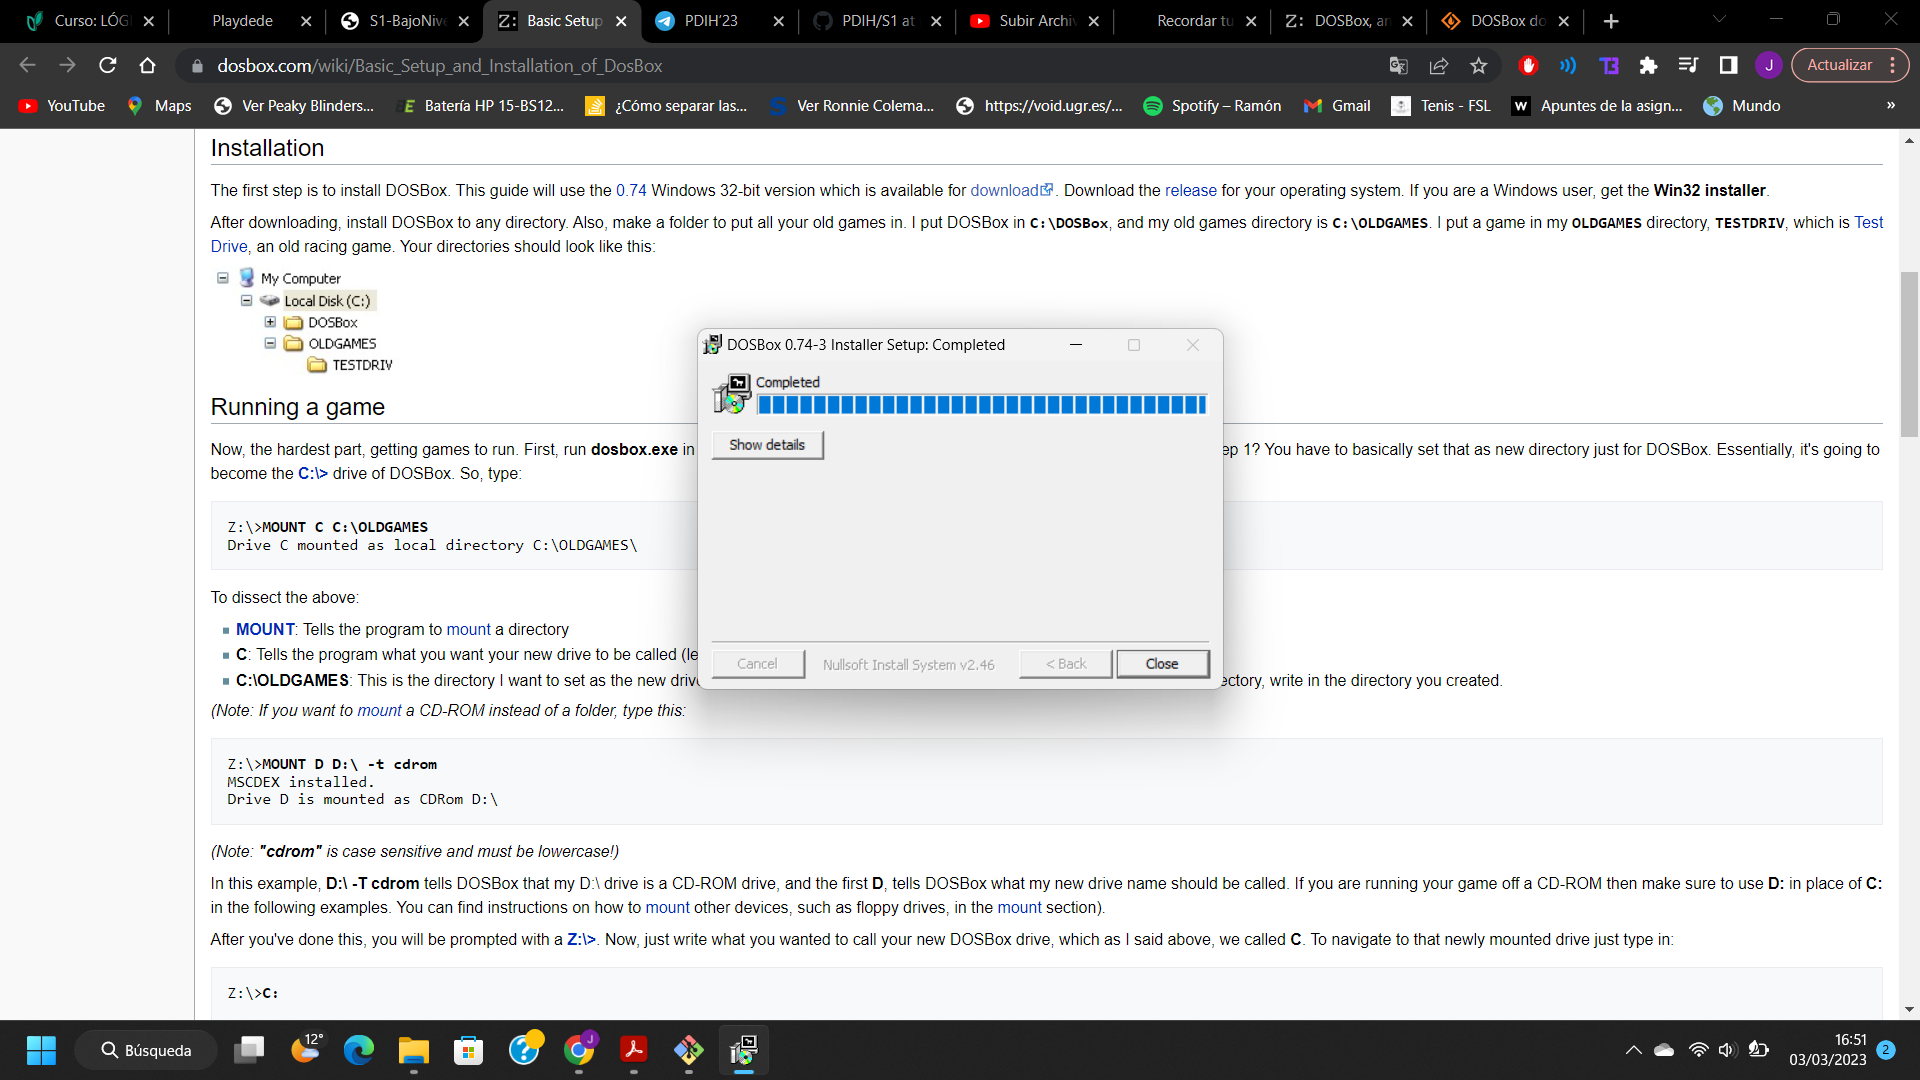 Curso: LÓG
Playdede
S1-BajoNive
Basic Setup
PDIH'23
PDIH/S1 at
Subir Archiv
Recordar tu
DOSBox, an
DOSBox do
dosbox.com/wiki/Basic_Setup_and_Installation_of_DosBox
J
Actualizar
YouTube
Maps
Ver Peaky Blinders...
Batería HP 15-BS12...
¿Cómo separar las...
Ver Ronnie Colema...
https://void.ugr.es/...
Spotify – Ramón
Gmail
Tenis - FSL
Apuntes de la asign...
Mundo
»
Installation
The first step is to install DOSBox. This guide will use the 0.74 Windows 32-bit version which is available for download. Download the release for your operating system. If you are a Windows user, get the Win32 installer.
After downloading, install DOSBox to any directory. Also, make a folder to put all your old games in. I put DOSBox in C:\DOSBox, and my old games directory is C:\OLDGAMES. I put a game in my OLDGAMES directory, TESTDRIV, which is Test
Drive, an old racing game. Your directories should look like this:
My Computer
Local Disk (C:)
DOSBox
OLDGAMES
TESTDRIV
Running a game
Now, the hardest part, getting games to run. First, run dosbox.exe in
ep 1? You have to basically set that as new directory just for DOSBox. Essentially, it's going to
become the C:\> drive of DOSBox. So, type:
Z:\>MOUNT C C:\OLDGAMES
Drive C mounted as local directory C:\OLDGAMES\
To dissect the above:
MOUNT: Tells the program to mount a directory
C: Tells the program what you want your new drive to be called (le
C:\OLDGAMES: This is the directory I want to set as the new driv
ectory, write in the directory you created.
(Note: If you want to mount a CD-ROM instead of a folder, type this:
Z:\>MOUNT D D:\ -t cdrom
MSCDEX installed.
Drive D is mounted as CDRom D:\
(Note: "cdrom" is case sensitive and must be lowercase!)
In this example, D:\ -T cdrom tells DOSBox that my D:\ drive is a CD-ROM drive, and the first D, tells DOSBox what my new drive name should be called. If you are running your game off a CD-ROM then make sure to use D: in place of C:
in the following examples. You can find instructions on how to mount other devices, such as floppy drives, in the mount section).
After you've done this, you will be prompted with a Z:\>. Now, just write what you wanted to call your new DOSBox drive, which as I said above, we called C. To navigate to that newly mounted drive just type in:
Z:\>C:
DOSBox 0.74-3 Installer Setup: Completed
Completed
Show details
Cancel
Nullsoft Install System v2.46
< Back
Close
Búsqueda
12°
16:51
03/03/2023
2